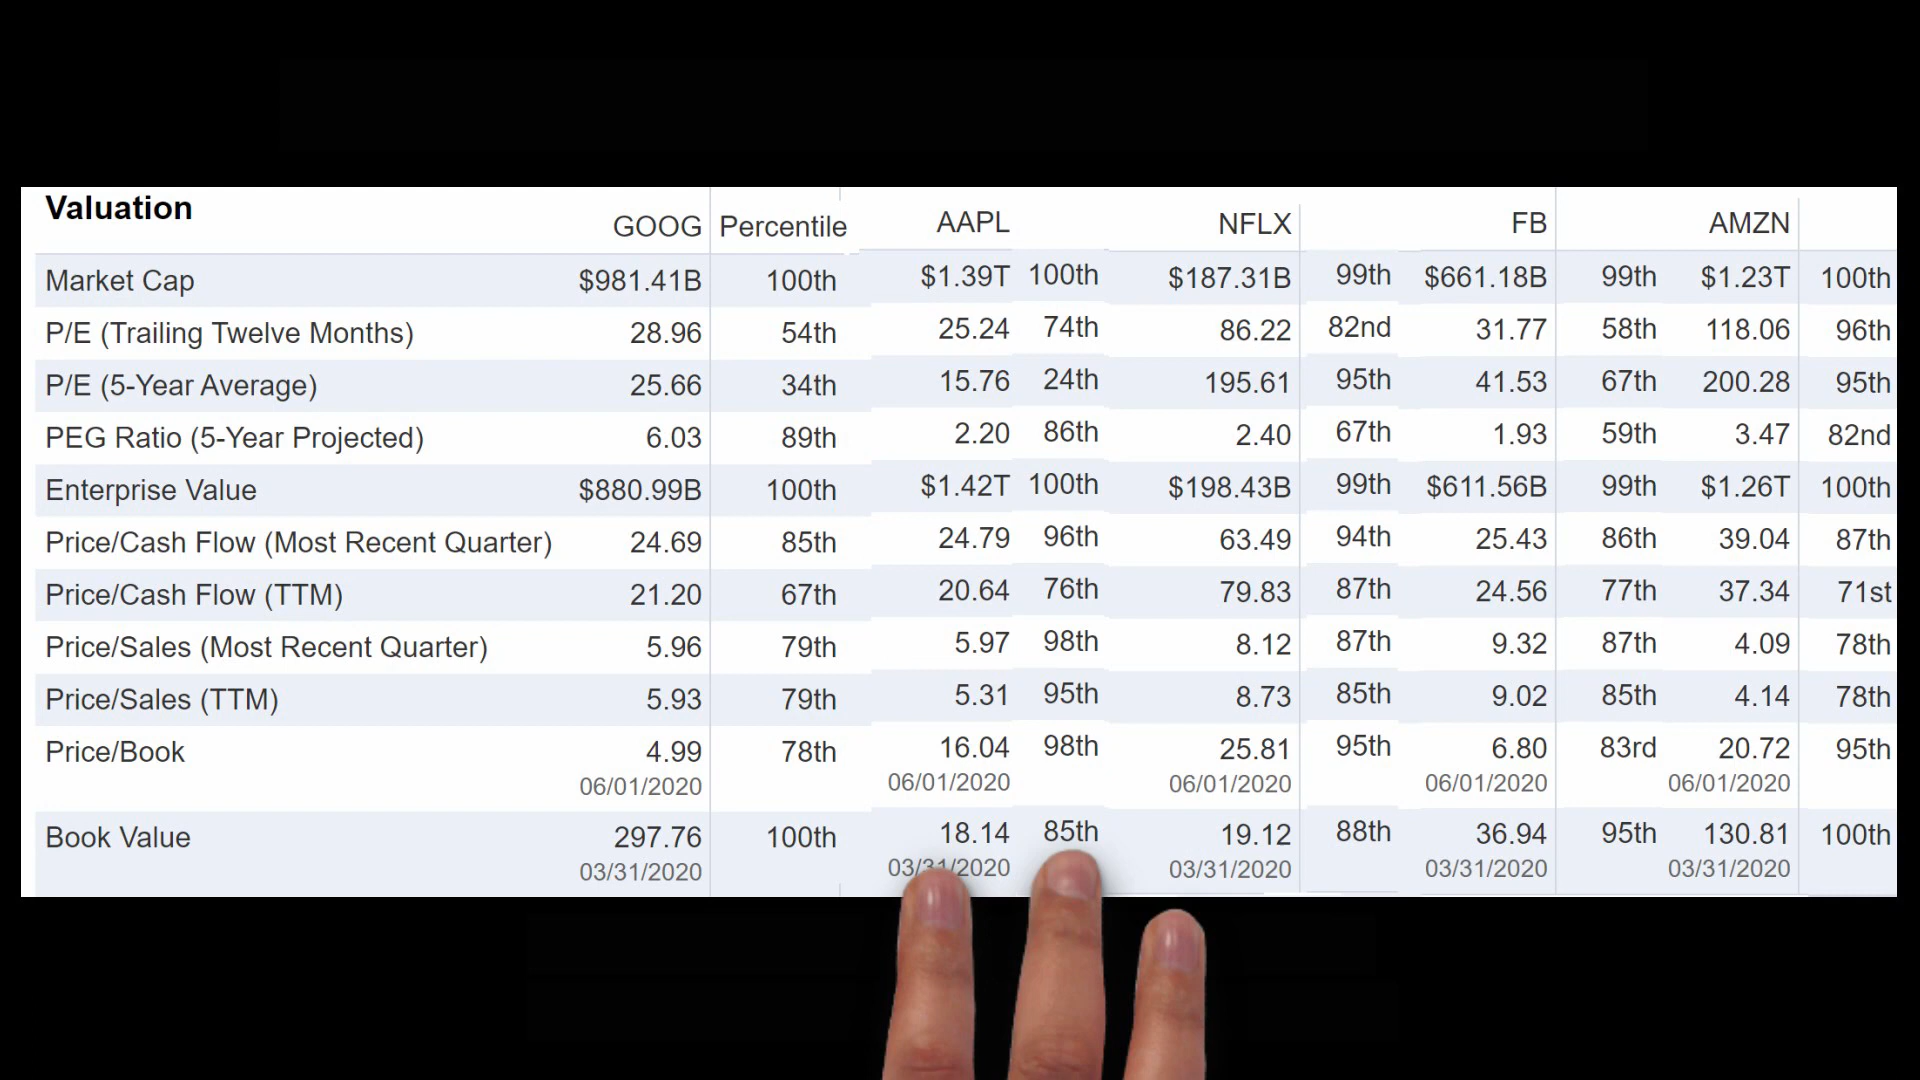 Valuation
GOOG Percentile AAPL NFLX FB AMZN
Market Cap $981.41B 100th $1.39T 100th $187.31B 99th $661.18B 99th $1.23T 100th
P/E (Trailing Twelve Months) 28.96 54th 25.24 74th 86.22 82nd 31.77 58th 118.06 96th
P/E (5-Year Average) 25.66 34th 15.76 24th 195.61 95th 41.53 67th 200.28 95th
PEG Ratio (5-Year Projected) 6.03 89th 2.20 86th 2.40 67th 1.93 59th 3.47 82nd
Enterprise Value $880.99B 100th $1.42T 100th $198.43B 99th $611.56B 99th $1.26T 100th
Price/Cash Flow (Most Recent Quarter) 24.69 85th 24.79 96th 63.49 94th 25.43 86th 39.04 87th
Price/Cash Flow (TTM) 21.20 67th 20.64 76th 79.83 87th 24.56 77th 37.34 71st
Price/Sales (Most Recent Quarter) 5.96 79th 5.97 98th 8.12 87th 9.32 87th 4.09 78th
Price/Sales (TTM) 5.93 79th 5.31 95th 8.73 85th 9.02 85th 4.14 78th
Price/Book 4.99 78th 16.04 98th 25.81 95th 6.80 83rd 20.72 95th
06/01/2020 06/01/2020 06/01/2020 06/01/2020 06/01/2020
Book Value 297.76 100th 18.14 85th 19.12 88th 36.94 95th 130.81 100th
03/31/2020 03/31/2020 03/31/2020 03/31/2020 03/31/2020